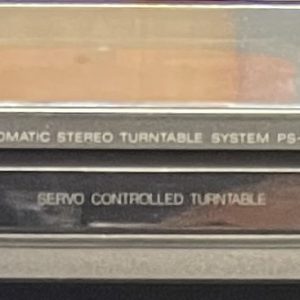 OMATIC STEREO TURNTABLE SYSTEM PS-
SERVO CONTROLLED TURNTABLE